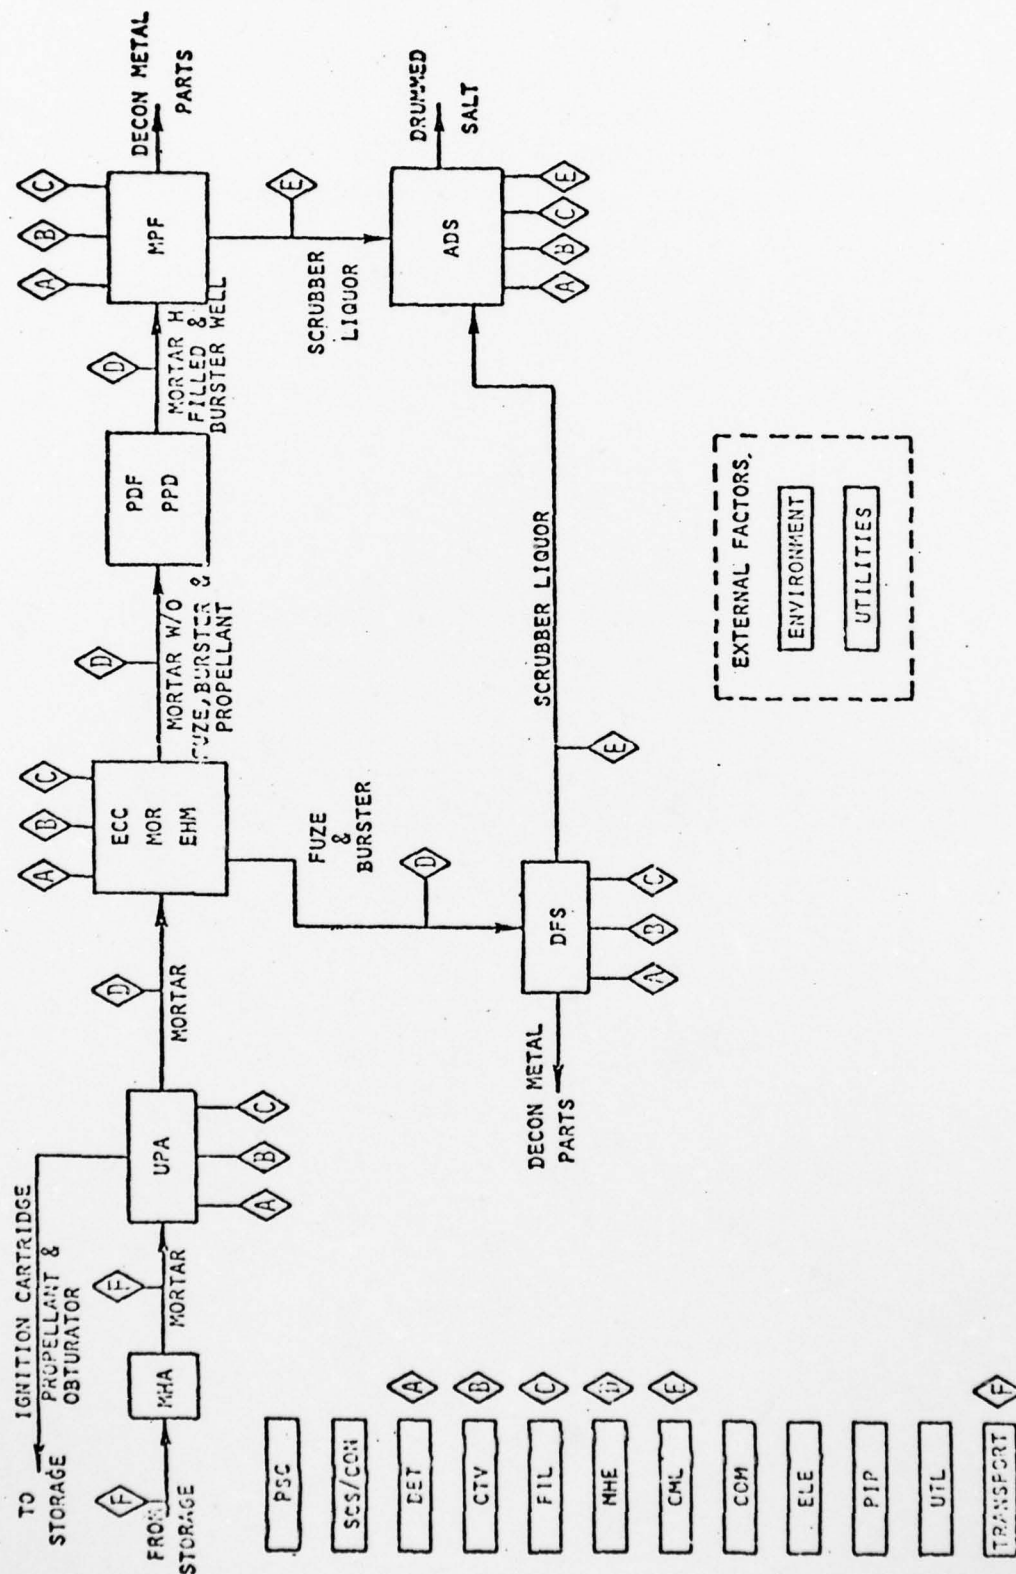 TO
STORAGE
IGNITION CARTRIDGE
PROPELLANT &
OBTURATOR
F
FROM
STORAGE
MHA
F
MORTAR
UPA
A
B
C
D
MORTAR
A
B
C
ECC
MOR
EHM
D
MORTAR W/O
FUZE, BURSTER &
PROPELLANT
PDF
PPD
D
MORTAR H
FILLED &
BURSTER WELL
A
B
C
MPF
DECON METAL
PARTS
FUZE
&
BURSTER
D
DFS
A
B
C
DECON METAL
PARTS
E
SCRUBBER LIQUOR
E
SCRUBBER
LIQUOR
ADS
A
B
C
E
DRUMMED
SALT
PSC
SCS/CON
DET
A
CTV
B
FIL
C
MHE
D
CML
E
COM
ELE
PIP
UTL
TRANSPORT
F
EXTERNAL FACTORS.
ENVIRONMENT
UTILITIES